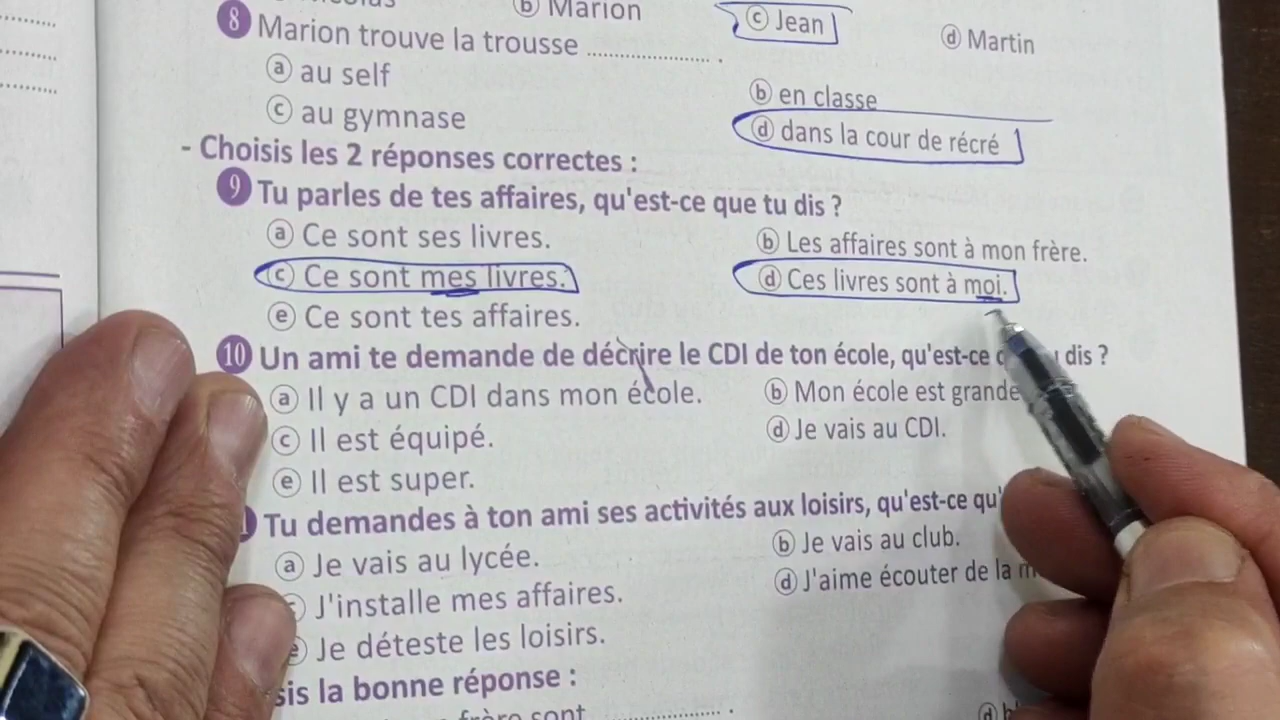 b Marion
c Jean
d Martin
8 Marion trouve la trousse .................... .
a au self
b en classe
c au gymnase
d dans la cour de récré
- Choisis les 2 réponses correctes :
9 Tu parles de tes affaires, qu'est-ce que tu dis ?
a Ce sont ses livres.
b Les affaires sont à mon frère.
c Ce sont mes livres.
d Ces livres sont à moi.
e Ce sont tes affaires.
10 Un ami te demande de décrire le CDI de ton école, qu'est-ce dis ?
a Il y a un CDI dans mon école.
b Mon école est grande
c Il est équipé.
d Je vais au CDI.
e Il est super.
Tu demandes à ton ami ses activités aux loisirs, qu'est-ce qu'
a Je vais au lycée.
b Je vais au club.
J'installe mes affaires.
d J'aime écouter de la
e Je déteste les loisirs.
sis la bonne réponse :
frère sont .................... .
d